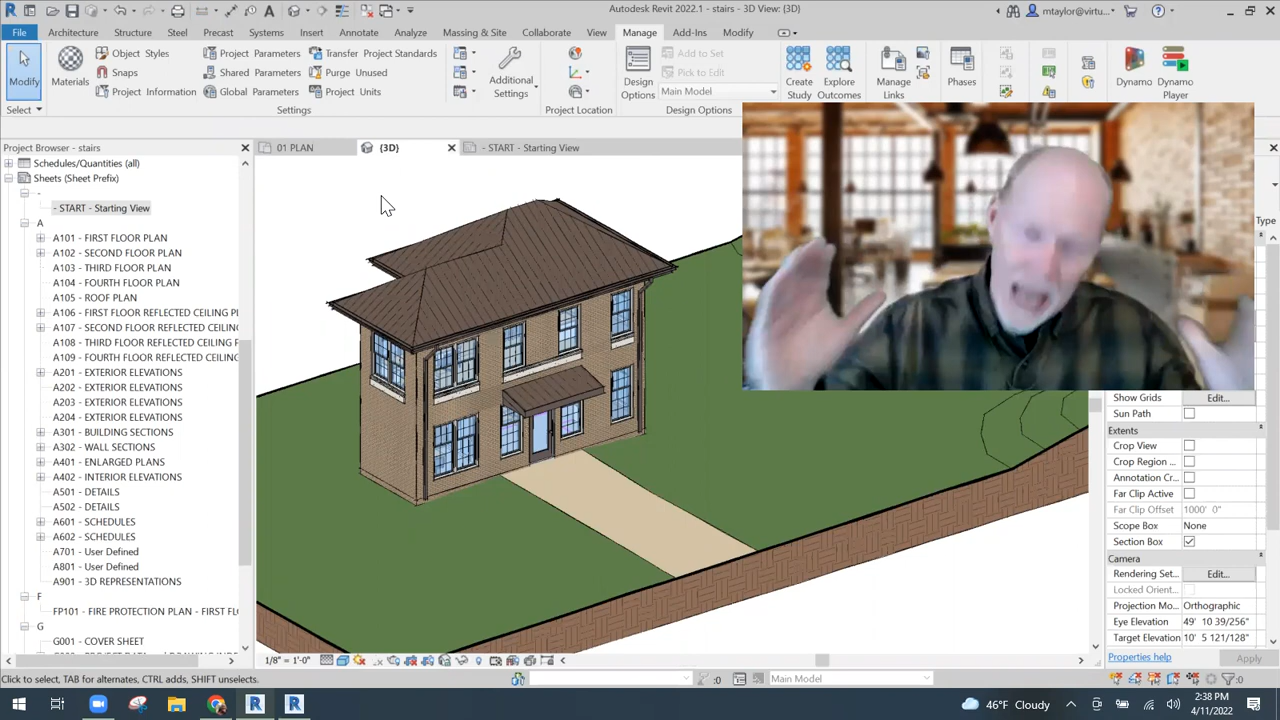 Autodesk Revit 2022.1 - stairs - 3D View: {3D}
mtaylor@virtu...
File Architecture Structure Steel Precast Systems Insert Annotate Analyze Massing & Site Collaborate View Manage Add-Ins Modify
Modify
Materials
Object Styles
Snaps
Project Information
Project Parameters
Shared Parameters
Global Parameters
Transfer Project Standards
Purge Unused
Project Units
Additional
Settings
Design
Options
Add to Set
Pick to Edit
Main Model
Create
Study
Explore
Outcomes
Manage
Links
Phases
Dynamo
Dynamo
Player
Select
Settings
Project Location
Design Options
Project Browser - stairs
01 PLAN
{3D}
- START - Starting View
Schedules/Quantities (all)
Sheets (Sheet Prefix)
-
- START - Starting View
A
A101 - FIRST FLOOR PLAN
A102 - SECOND FLOOR PLAN
A103 - THIRD FLOOR PLAN
A104 - FOURTH FLOOR PLAN
A105 - ROOF PLAN
A106 - FIRST FLOOR REFLECTED CEILING PL
A107 - SECOND FLOOR REFLECTED CEILING
A108 - THIRD FLOOR REFLECTED CEILING P
A109 - FOURTH FLOOR REFLECTED CEILING
A201 - EXTERIOR ELEVATIONS
A202 - EXTERIOR ELEVATIONS
A203 - EXTERIOR ELEVATIONS
A204 - EXTERIOR ELEVATIONS
A301 - BUILDING SECTIONS
A302 - WALL SECTIONS
A401 - ENLARGED PLANS
A402 - INTERIOR ELEVATIONS
A501 - DETAILS
A502 - DETAILS
A601 - SCHEDULES
A602 - SCHEDULES
A701 - User Defined
A801 - User Defined
A901 - 3D REPRESENTATIONS
F
FP101 - FIRE PROTECTION PLAN - FIRST FL
G
G001 - COVER SHEET
Type
Show Grids Edit...
Sun Path
Extents
Crop View
Crop Region ...
Annotation Cr...
Far Clip Active
Far Clip Offset 1000' 0"
Scope Box None
Section Box
Camera
Rendering Set... Edit...
Locked Orient...
Projection Mo... Orthographic
Eye Elevation 49' 10 39/256"
Target Elevation 10' 5 121/128"
Properties help
Apply
1/8" = 1'-0"
Click to select, TAB for alternates, CTRL adds, SHIFT unselects.
:0
Main Model
:0
46°F Cloudy
2:38 PM
4/11/2022